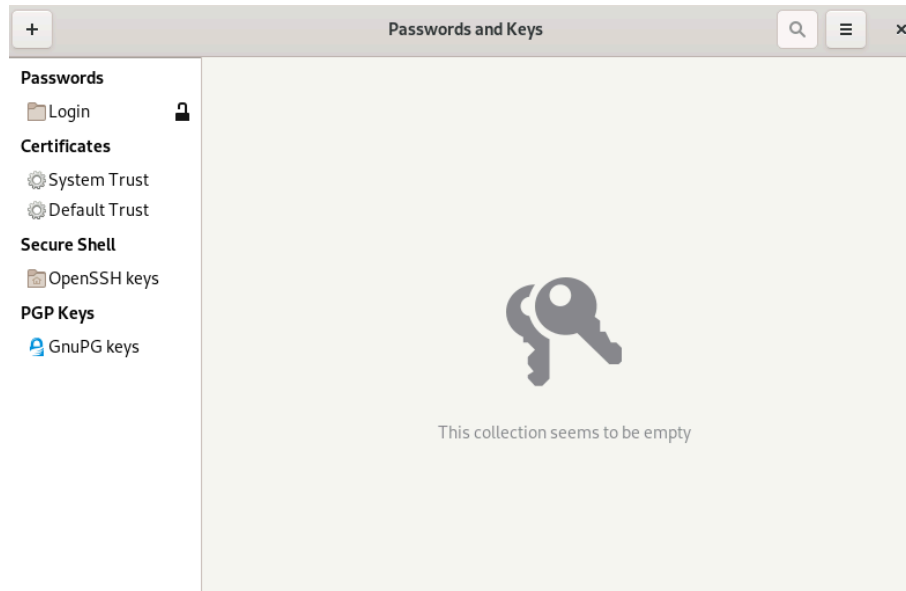 + Passwords and Keys
Passwords
Login
Certificates
System Trust
Default Trust
Secure Shell
OpenSSH keys
PGP Keys
GnuPG keys
This collection seems to be empty